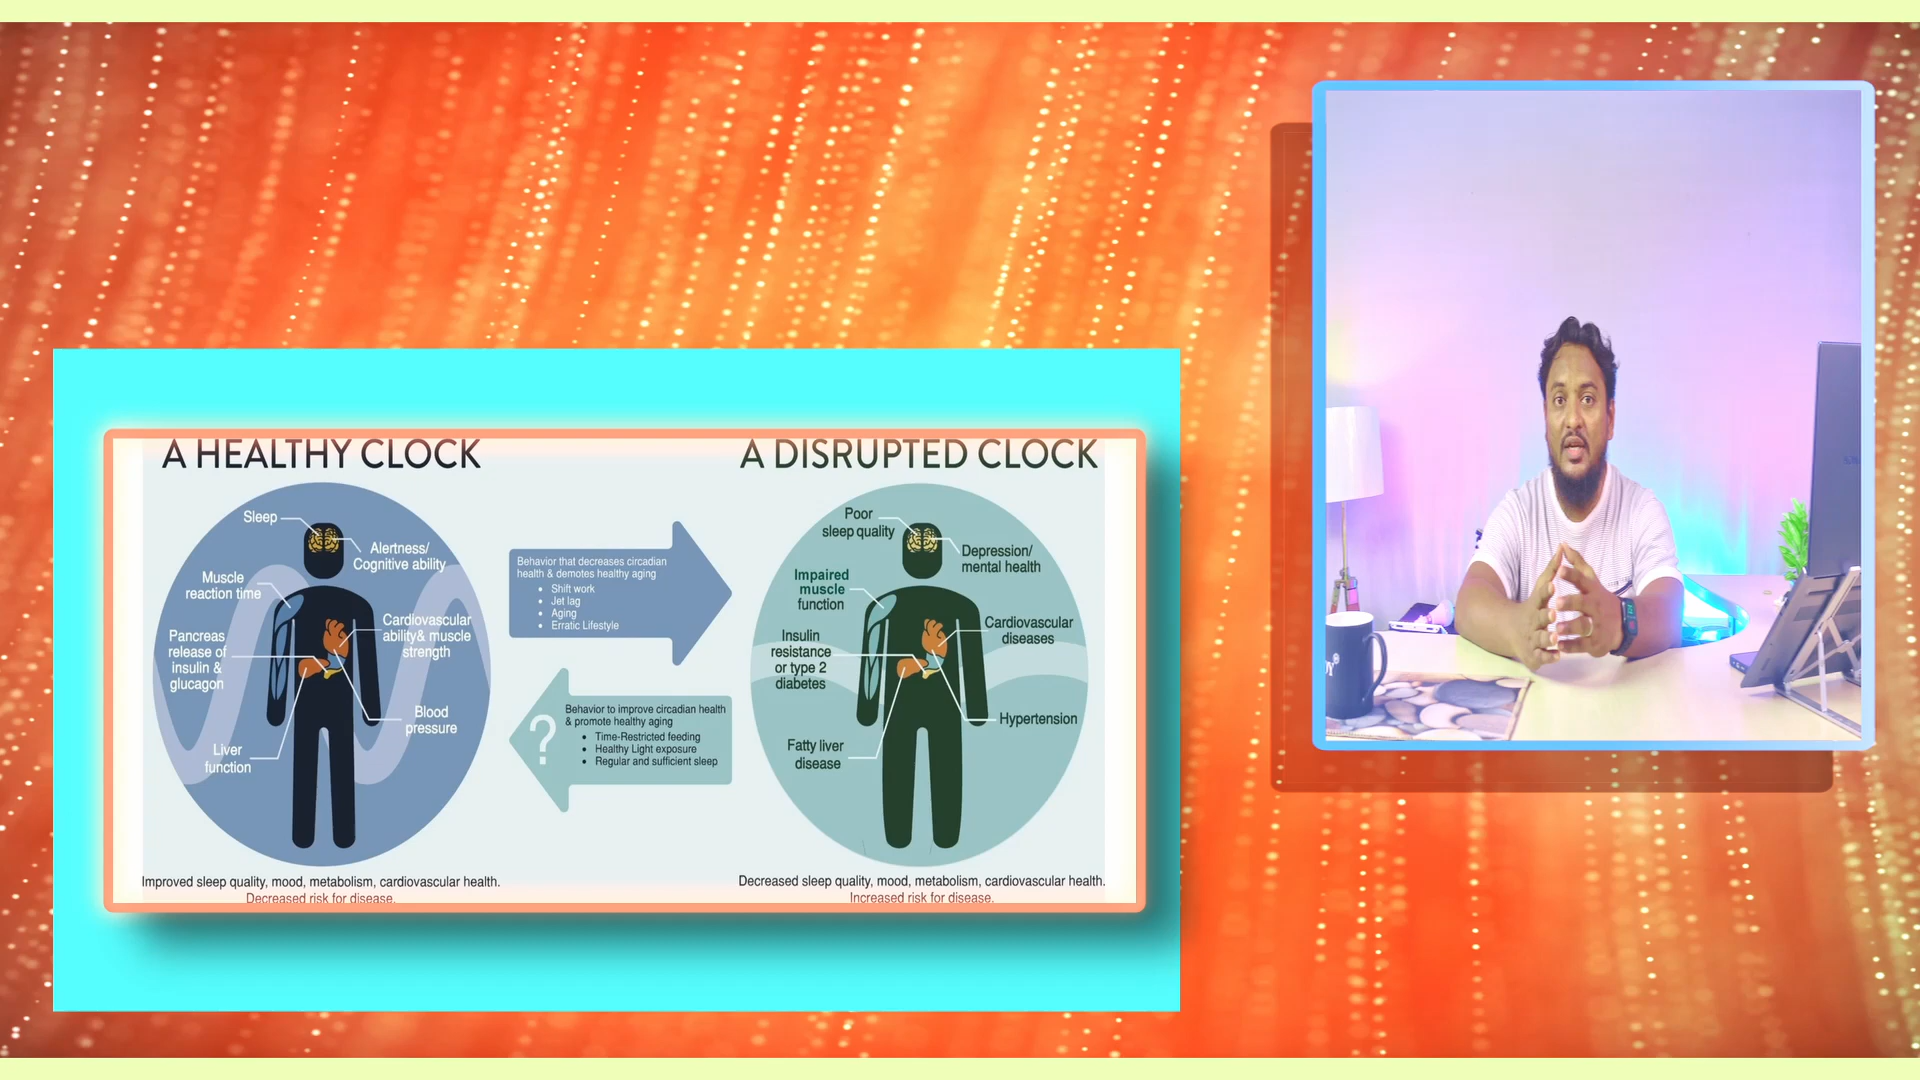 A HEALTHY CLOCK
Sleep
Alertness/
Cognitive ability
Muscle
reaction time
Cardiovascular
ability& muscle
strength
Pancreas
release of
insulin &
glucagon
Blood
pressure
Liver
function
Improved sleep quality, mood, metabolism, cardiovascular health.
Decreased risk for disease.
Behavior that decreases circadian
health & demotes healthy aging
• Shift work
• Jet lag
• Aging
• Erratic Lifestyle
?
Behavior to improve circadian health
& promote healthy aging
• Time-Restricted feeding
• Healthy Light exposure
• Regular and sufficient sleep
A DISRUPTED CLOCK
Poor
sleep quality
Depression/
mental health
Impaired
muscle
function
Cardiovascular
diseases
Insulin
resistance
or type 2
diabetes
Hypertension
Fatty liver
disease
Decreased sleep quality, mood, metabolism, cardiovascular health.
Increased risk for disease.